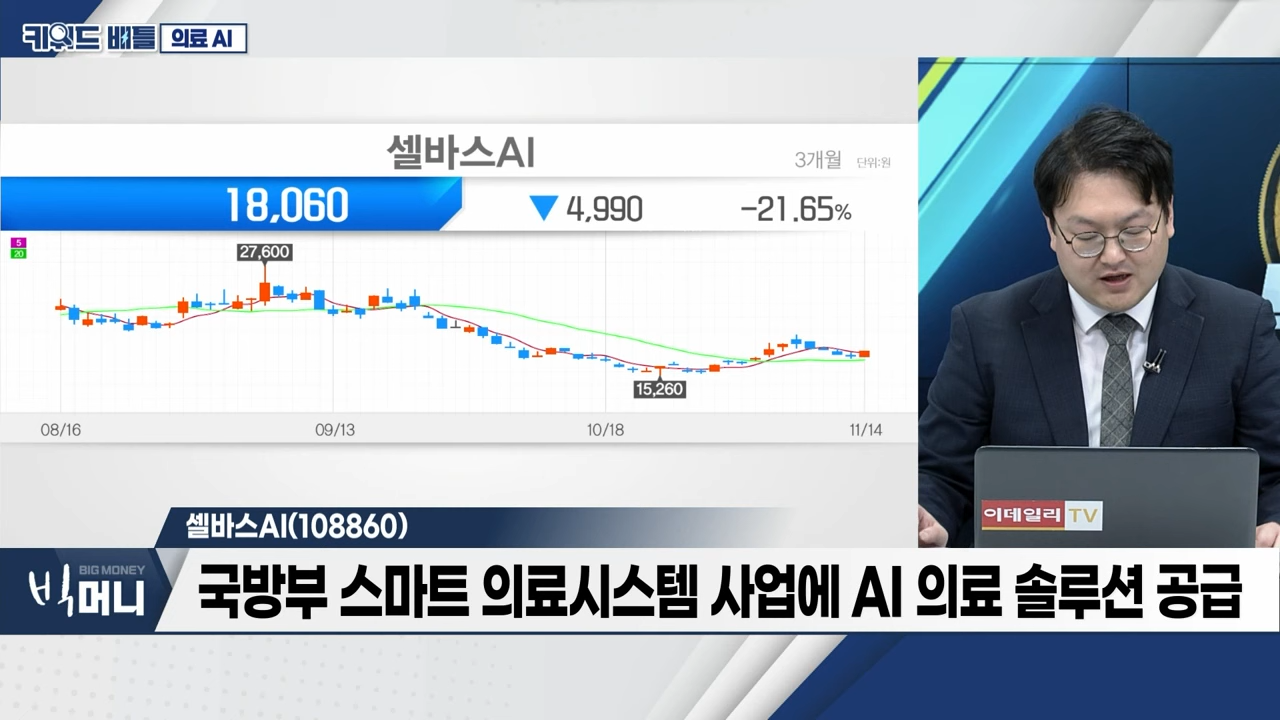 키워드 배틀 의료 AI
셀바스AI
3개월 단위:원
18,060 ▼ 4,990 -21.65%
5
20
27,600
15,260
08/16 09/13 10/18 11/14
이데일리TV
셀바스AI(108860)
BIG MONEY
빅머니
국방부 스마트 의료시스템 사업에 AI 의료 솔루션 공급